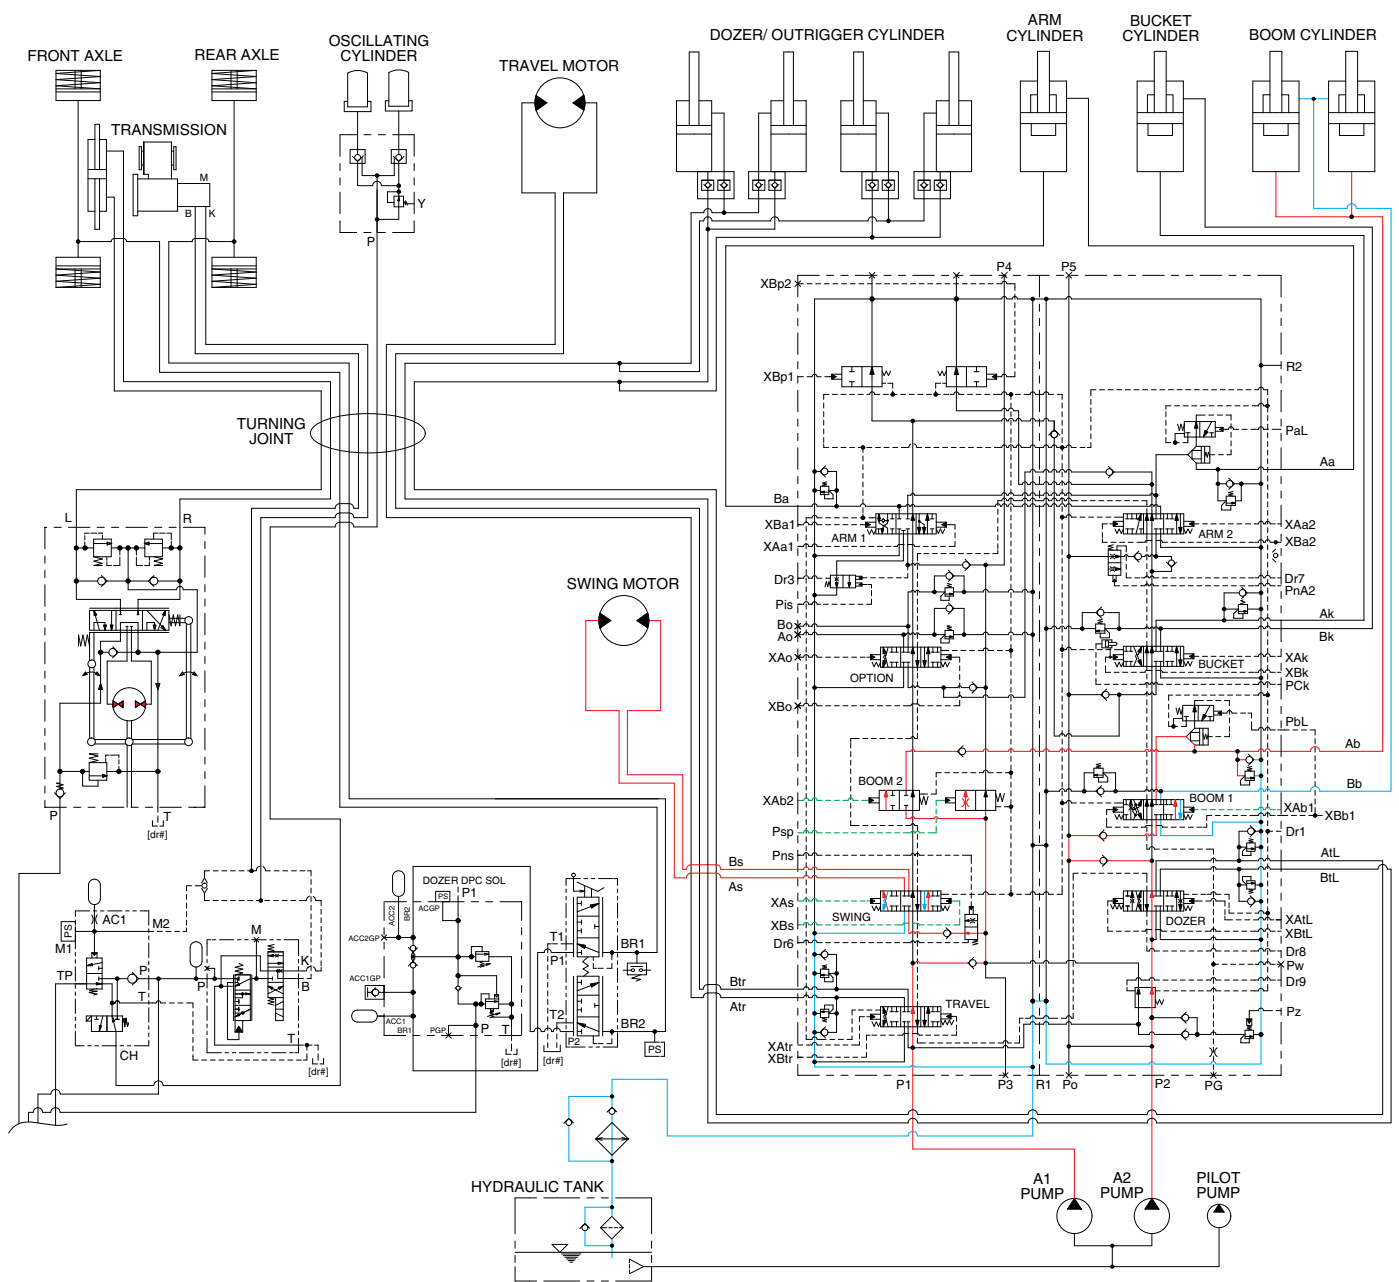 FRONT AXLE
REAR AXLE
OSCILLATING
CYLINDER
TRAVEL MOTOR
DOZER/ OUTRIGGER CYLINDER
ARM
CYLINDER
BUCKET
CYLINDER
BOOM CYLINDER
TRANSMISSION
M
B
K
Y
P
TURNING
JOINT
P4
P5
XBp2
XBp1
R2
PaL
Aa
Ba
XBa1
ARM 1
XAa1
ARM 2
XAa2
XBa2
Dr3
Dr7
PnA2
Pis
Bo
Ao
Ak
Bk
XAo
OPTION
XBo
BUCKET
XAk
XBk
PCk
PbL
Ab
Bb
BOOM 2
XAb2
Psp
BOOM 1
XAb1
XBb1
Dr1
Pns
Bs
As
AtL
BtL
XAs
SWING
XBs
Dr6
DOZER
XAtL
XBtL
Dr8
Pw
Dr9
Btr
Atr
TRAVEL
Pz
XAtr
XBtr
P1
P3
R1
Po
P2
PG
SWING MOTOR
L
R
P
T
[dr#]
AC1
M2
PS
M1
TP
P
T
CH
M
K
B
P
T
[dr#]
DOZER DPC SOL
P1
PS
ACGP
ACC2
BR2
ACC2GP
ACC1GP
ACC1
BR1
PGP
P
T
[dr#]
T1
P1
BR1
T2
P2
BR2
[dr#]
PS
HYDRAULIC TANK
A1
PUMP
A2
PUMP
PILOT
PUMP